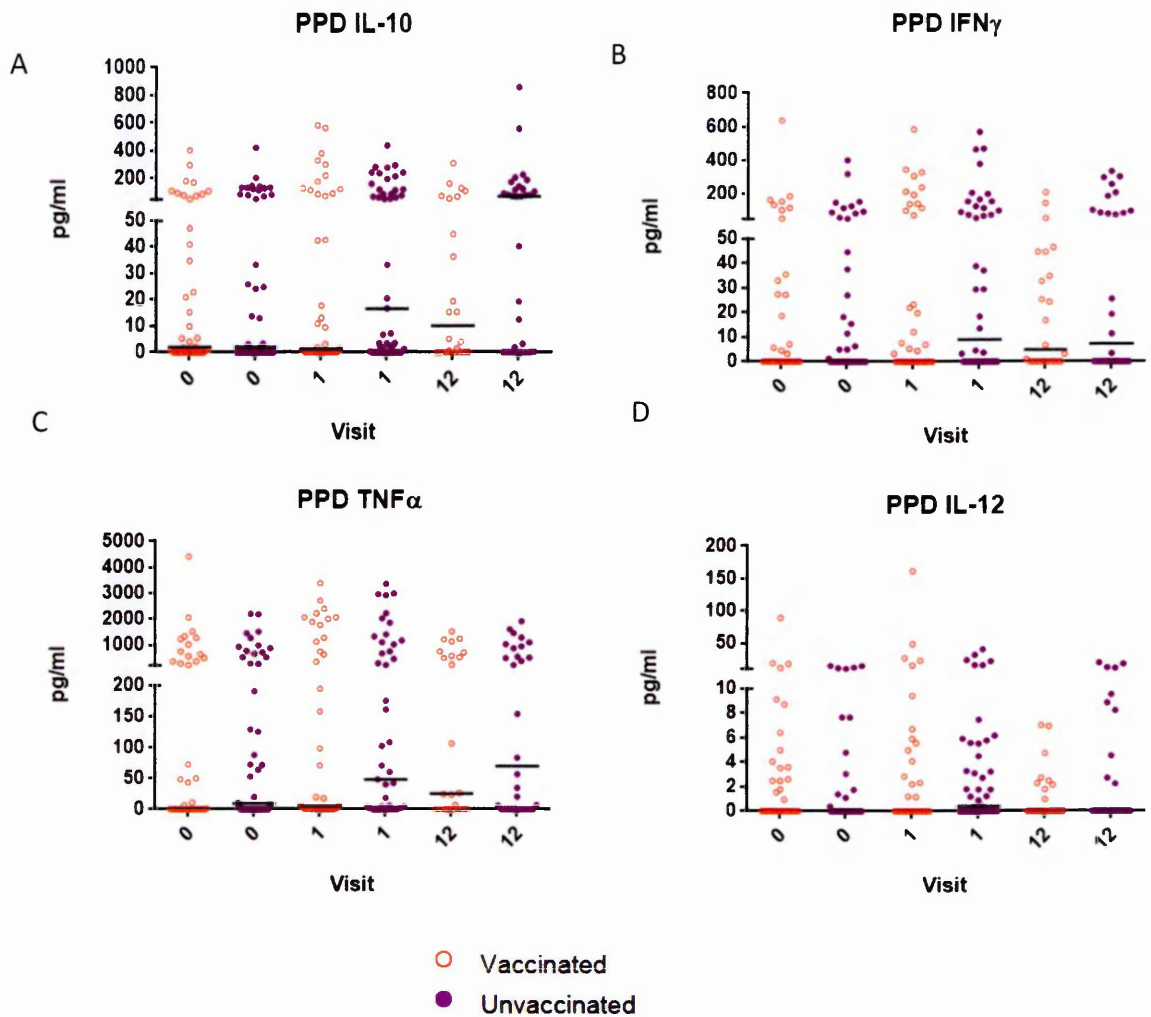 PPD IL-10
A
1000
800
600
400
200
50
40
30
20
10
0
pg/ml
0 0 1 1 12 12
Visit
PPD IFNγ
B
800
600
400
200
50
40
30
20
10
0
pg/ml
0 0 1 1 12 12
Visit
C
PPD TNFα
5000
4000
3000
2000
1000
200
150
100
50
0
pg/ml
0 0 1 1 12 12
Visit
D
PPD IL-12
200
150
100
50
10
8
6
4
2
0
pg/ml
0 0 1 1 12 12
Visit
Vaccinated
Unvaccinated